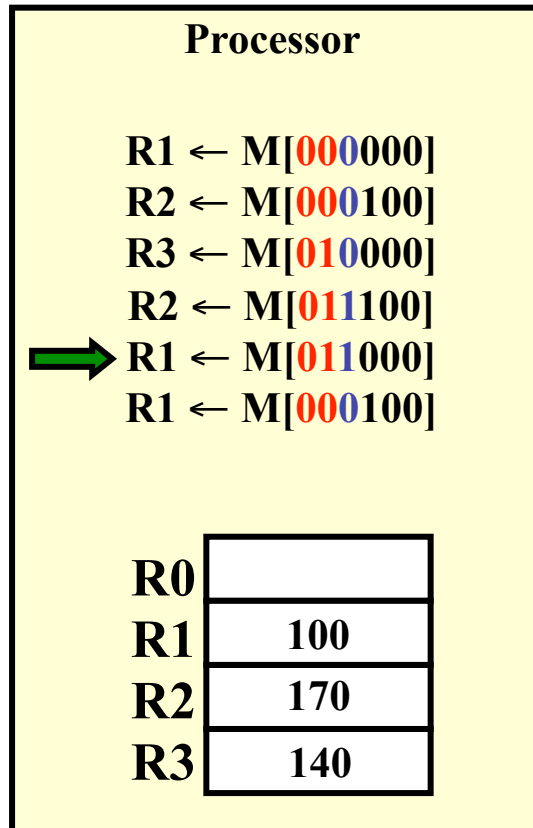 Processor
R1 ← M[000000]
R2 ← M[000100]
R3 ← M[010000]
R2 ← M[011100]
R1 ← M[011000]
R1 ← M[000100]
R0
R1 100
R2 170
R3 140